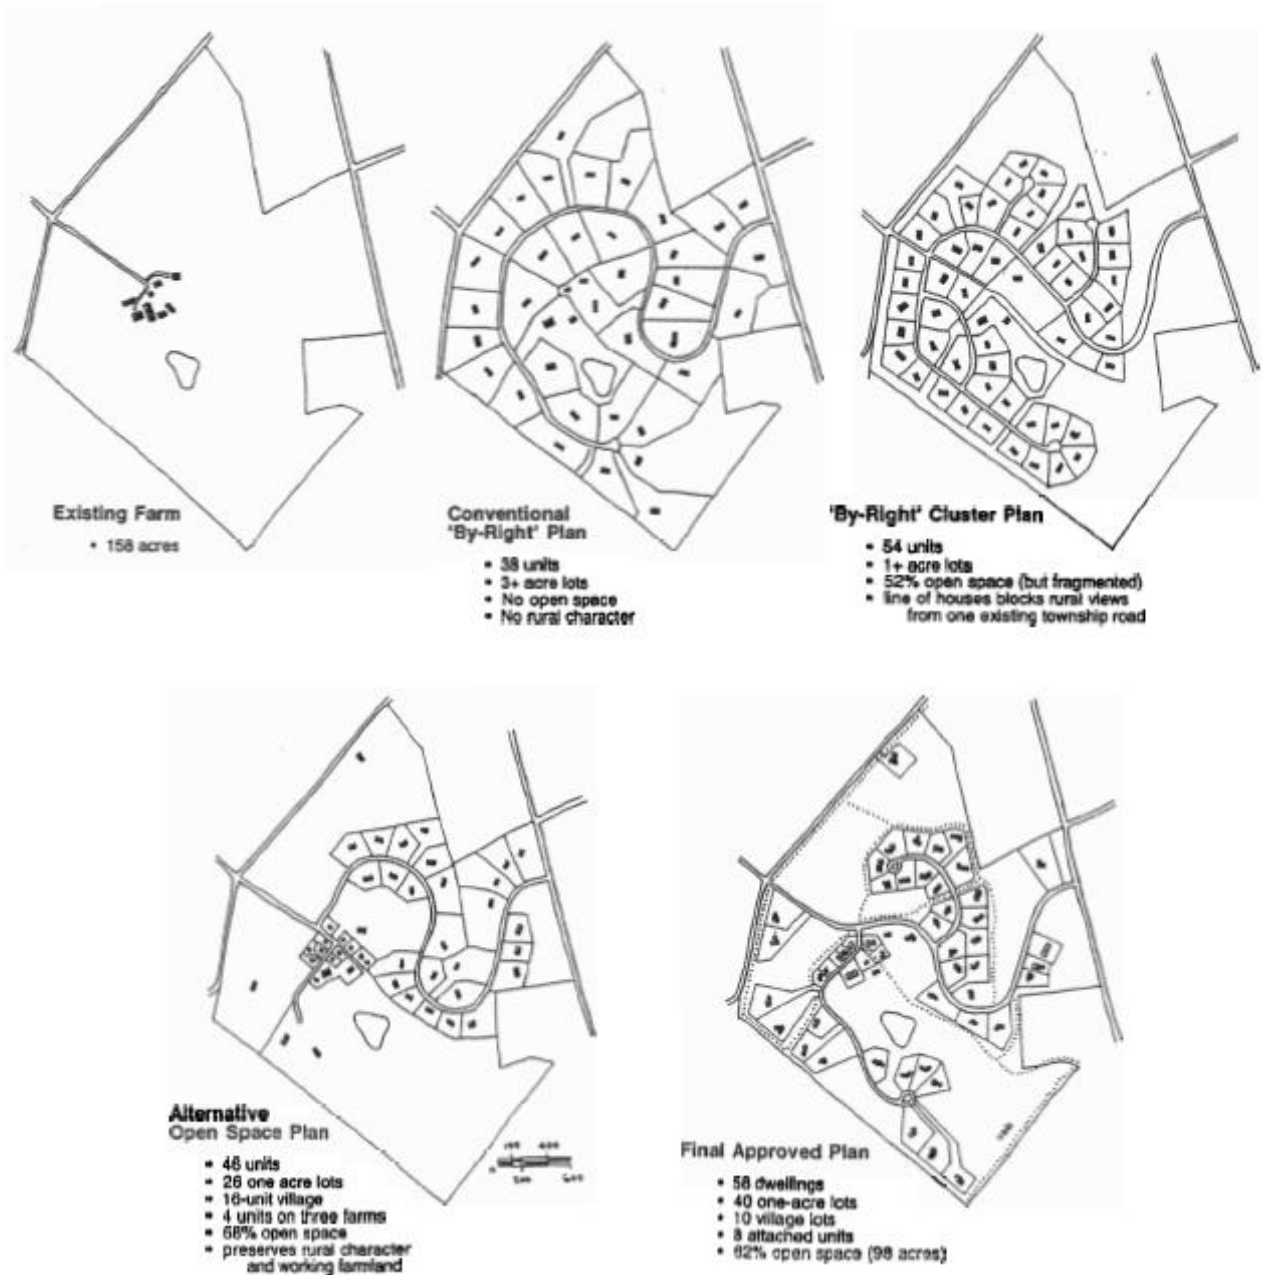 Existing Farm
• 158 acres
Conventional
"By-Right" Plan
• 38 units
• 3+ acre lots
• No open space
• No rural character
'By-Right' Cluster Plan
• 54 units
• 1+ acre lots
• 52% open space (but fragmented)
• line of houses blocks rural views
from one existing township road
Alternative
Open Space Plan
• 46 units
• 26 one acre lots
• 16-unit village
• 4 units on three farms
• 68% open space
• preserves rural character
and working farmland
0 200 400 600
Final Approved Plan
• 58 dwellings
• 40 one-acre lots
• 10 village lots
• 8 attached units
• 62% open space (98 acres)